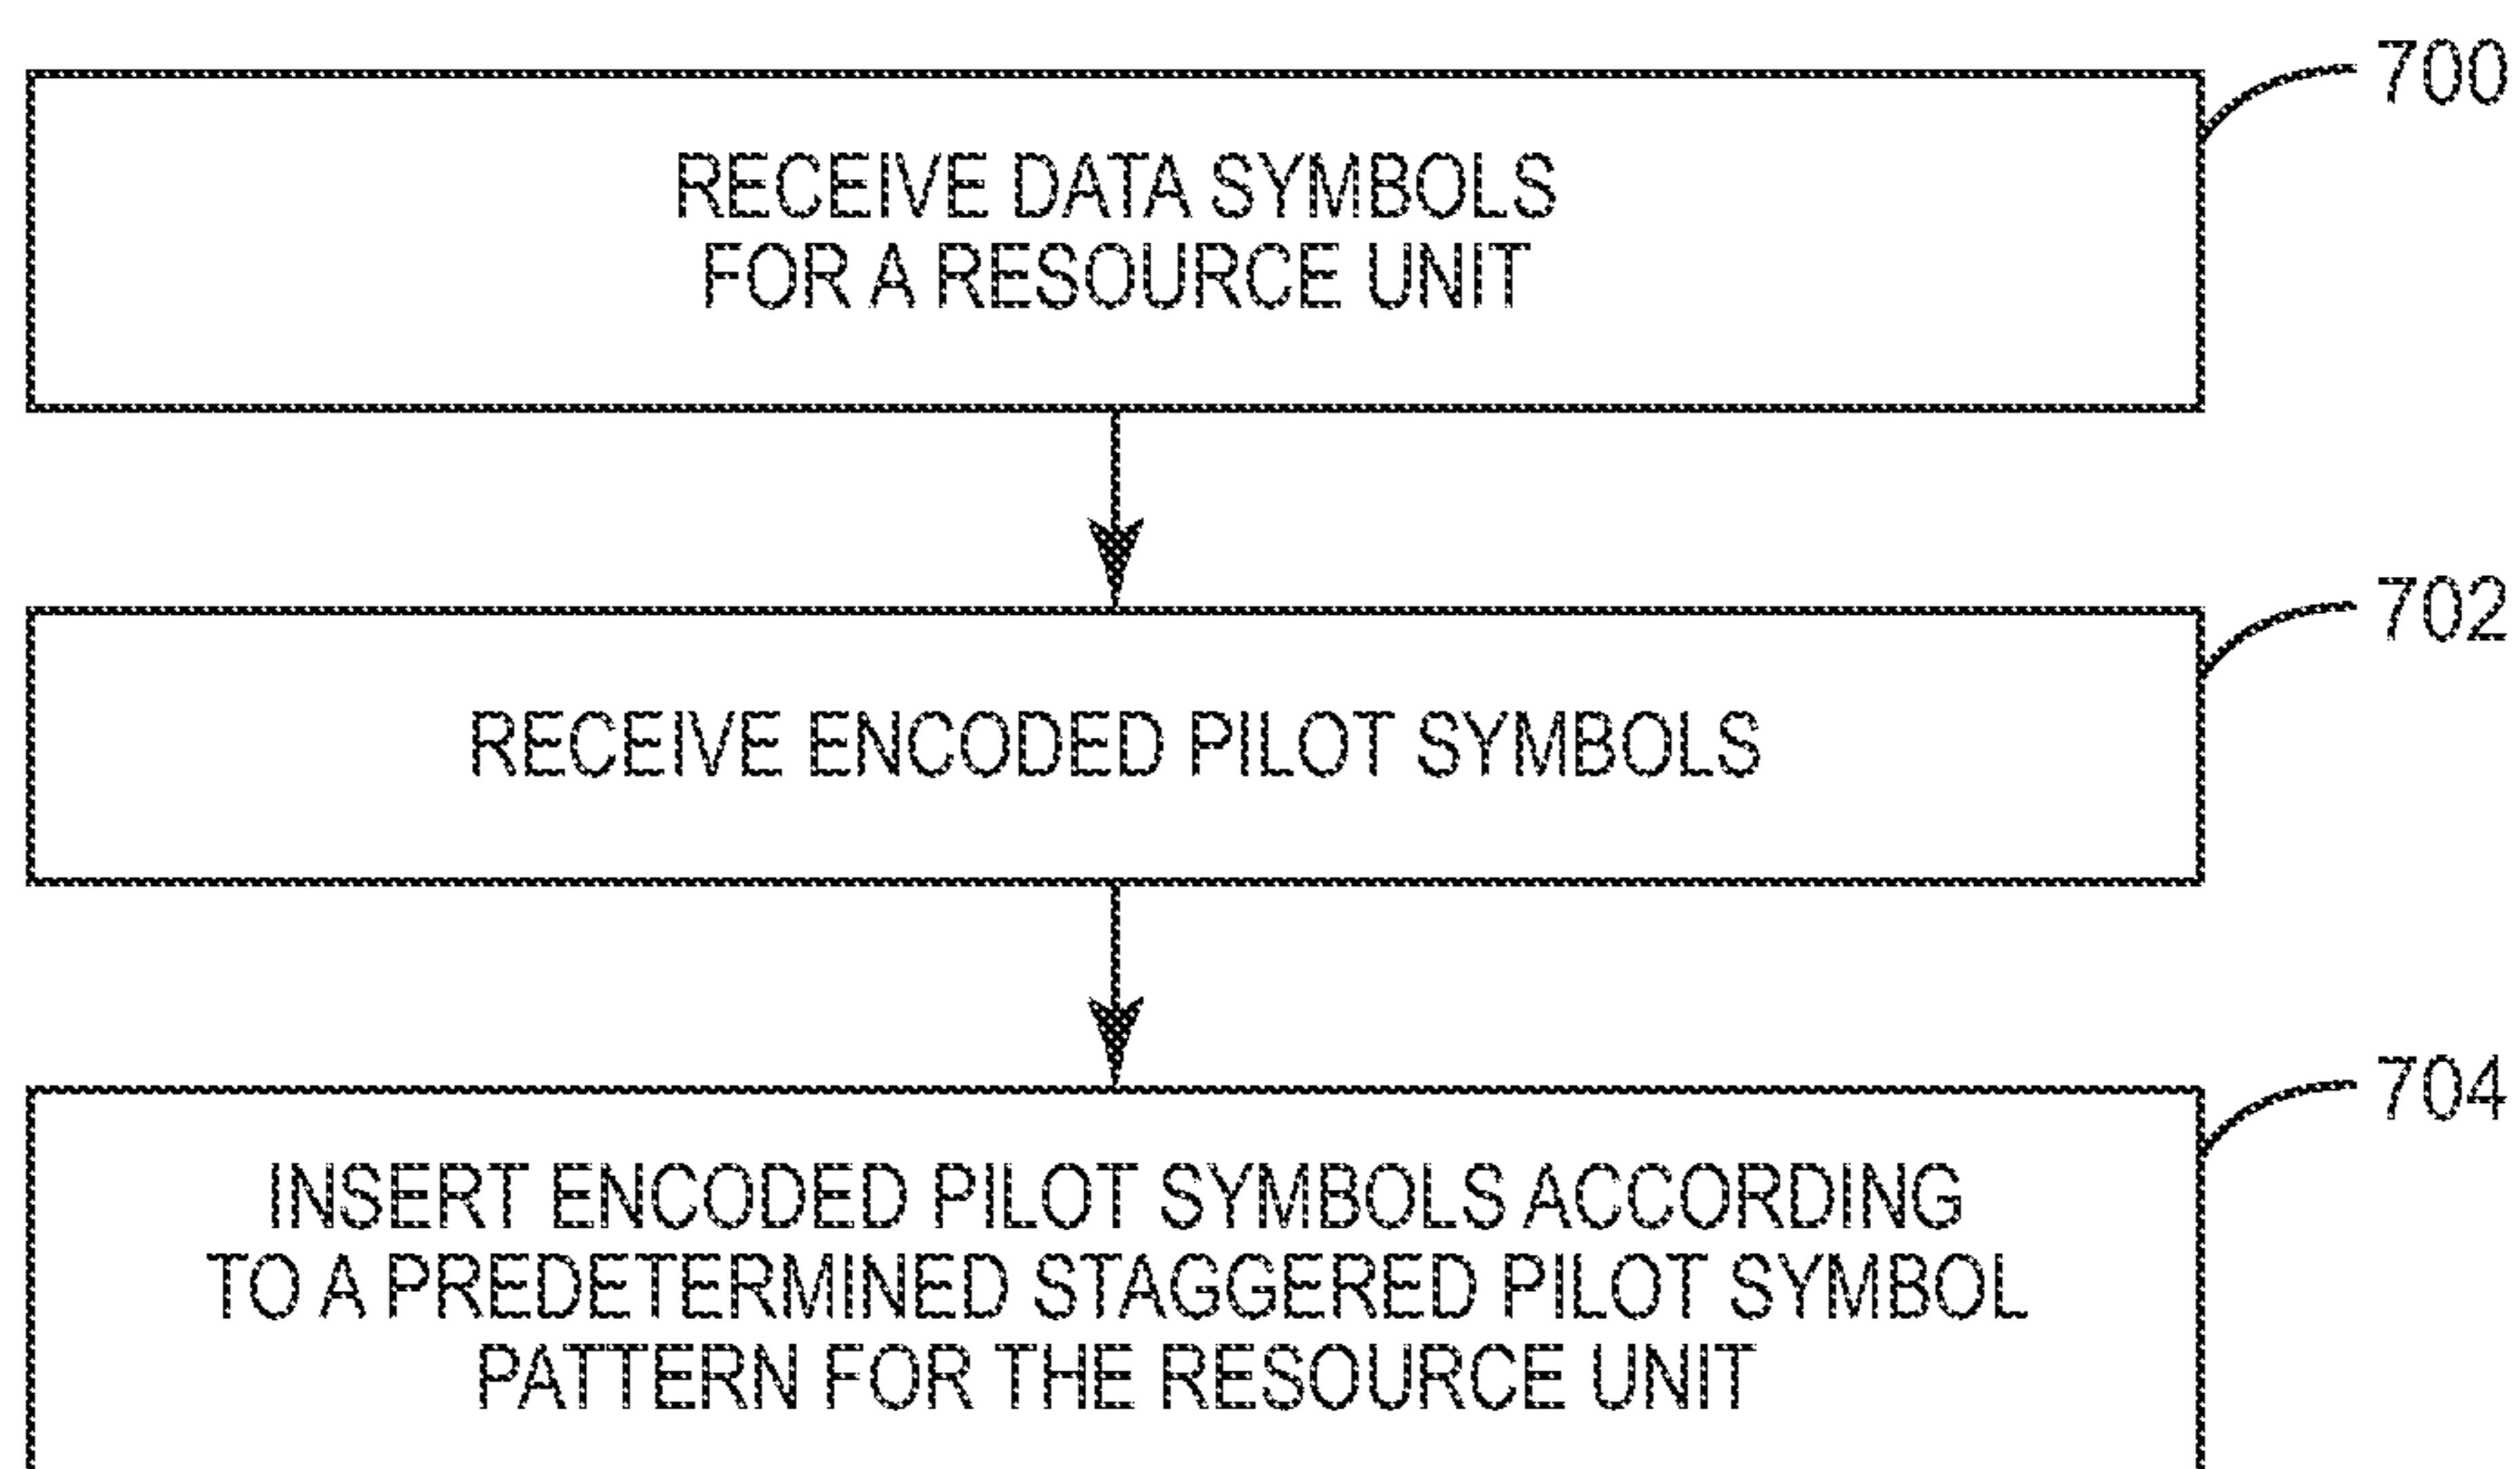 700
RECEIVE DATA SYMBOLS
FOR A RESOURCE UNIT
702
RECEIVE ENCODED PILOT SYMBOLS
704
INSERT ENCODED PILOT SYMBOLS ACCORDING
TO A PREDETERMINED STAGGERED PILOT SYMBOL
PATTERN FOR THE RESOURCE UNIT